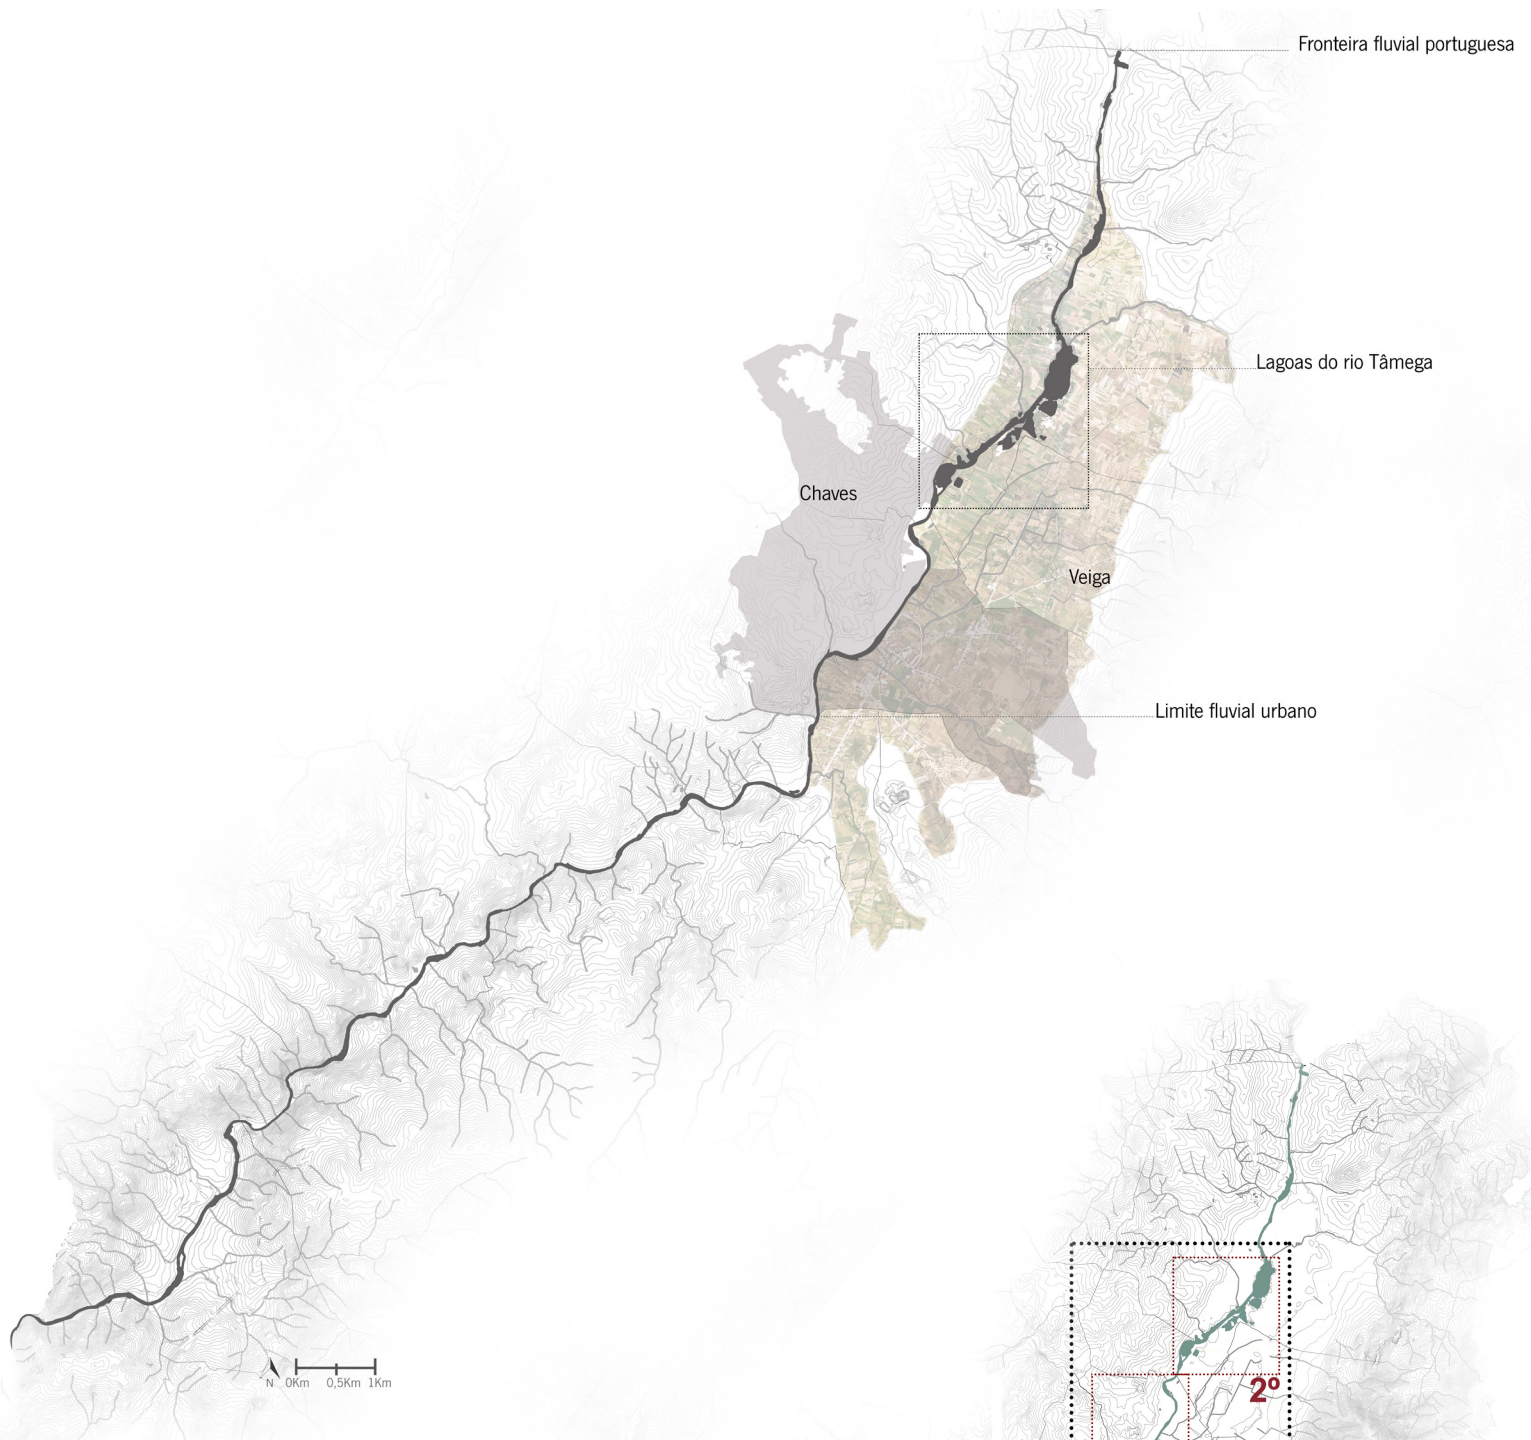 Fronteira fluvial portuguesa
Lagoas do rio Tâmega
Chaves
Veiga
Limite fluvial urbano
N 0Km 0,5Km 1Km
2º